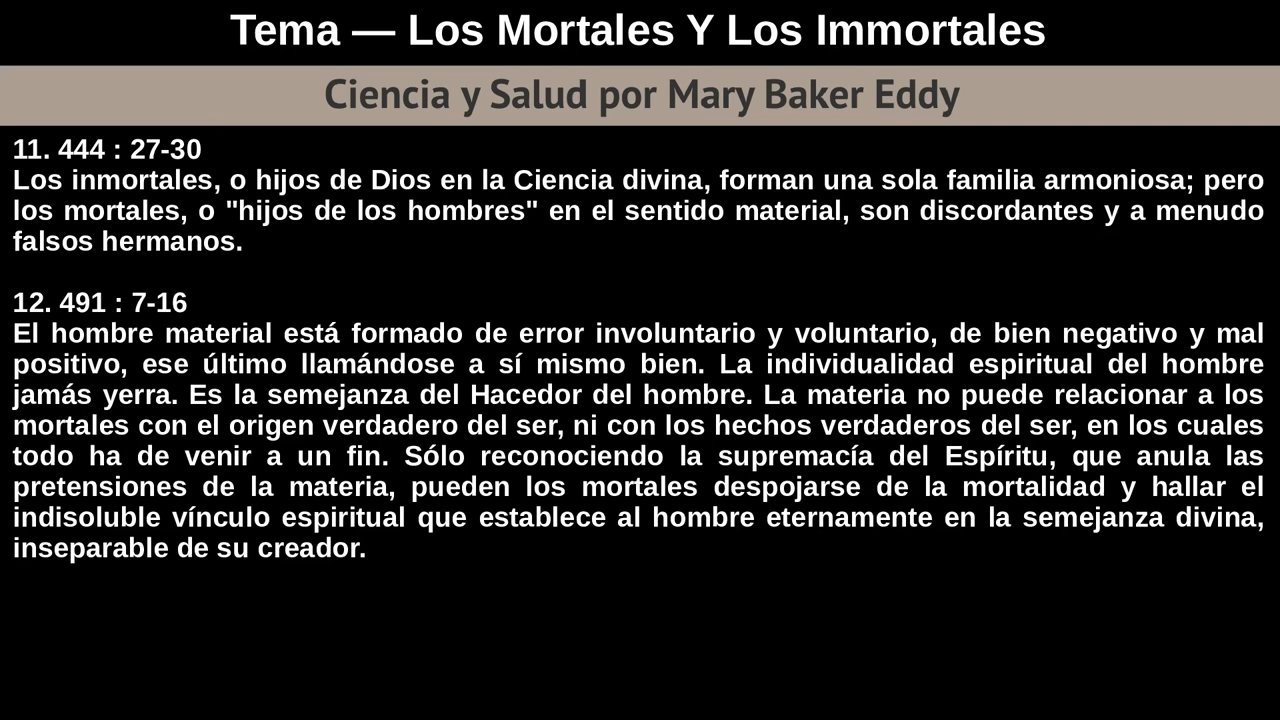 Tema — Los Mortales Y Los Immortales
Ciencia y Salud por Mary Baker Eddy
11. 444 : 27-30
Los inmortales, o hijos de Dios en la Ciencia divina, forman una sola familia armoniosa; pero
los mortales, o "hijos de los hombres" en el sentido material, son discordantes y a menudo
falsos hermanos.
12. 491 : 7-16
El hombre material está formado de error involuntario y voluntario, de bien negativo y mal
positivo, ese último llamándose a sí mismo bien. La individualidad espiritual del hombre
jamás yerra. Es la semejanza del Hacedor del hombre. La materia no puede relacionar a los
mortales con el origen verdadero del ser, ni con los hechos verdaderos del ser, en los cuales
todo ha de venir a un fin. Sólo reconociendo la supremacía del Espíritu, que anula las
pretensiones de la materia, pueden los mortales despojarse de la mortalidad y hallar el
indisoluble vínculo espiritual que establece al hombre eternamente en la semejanza divina,
inseparable de su creador.